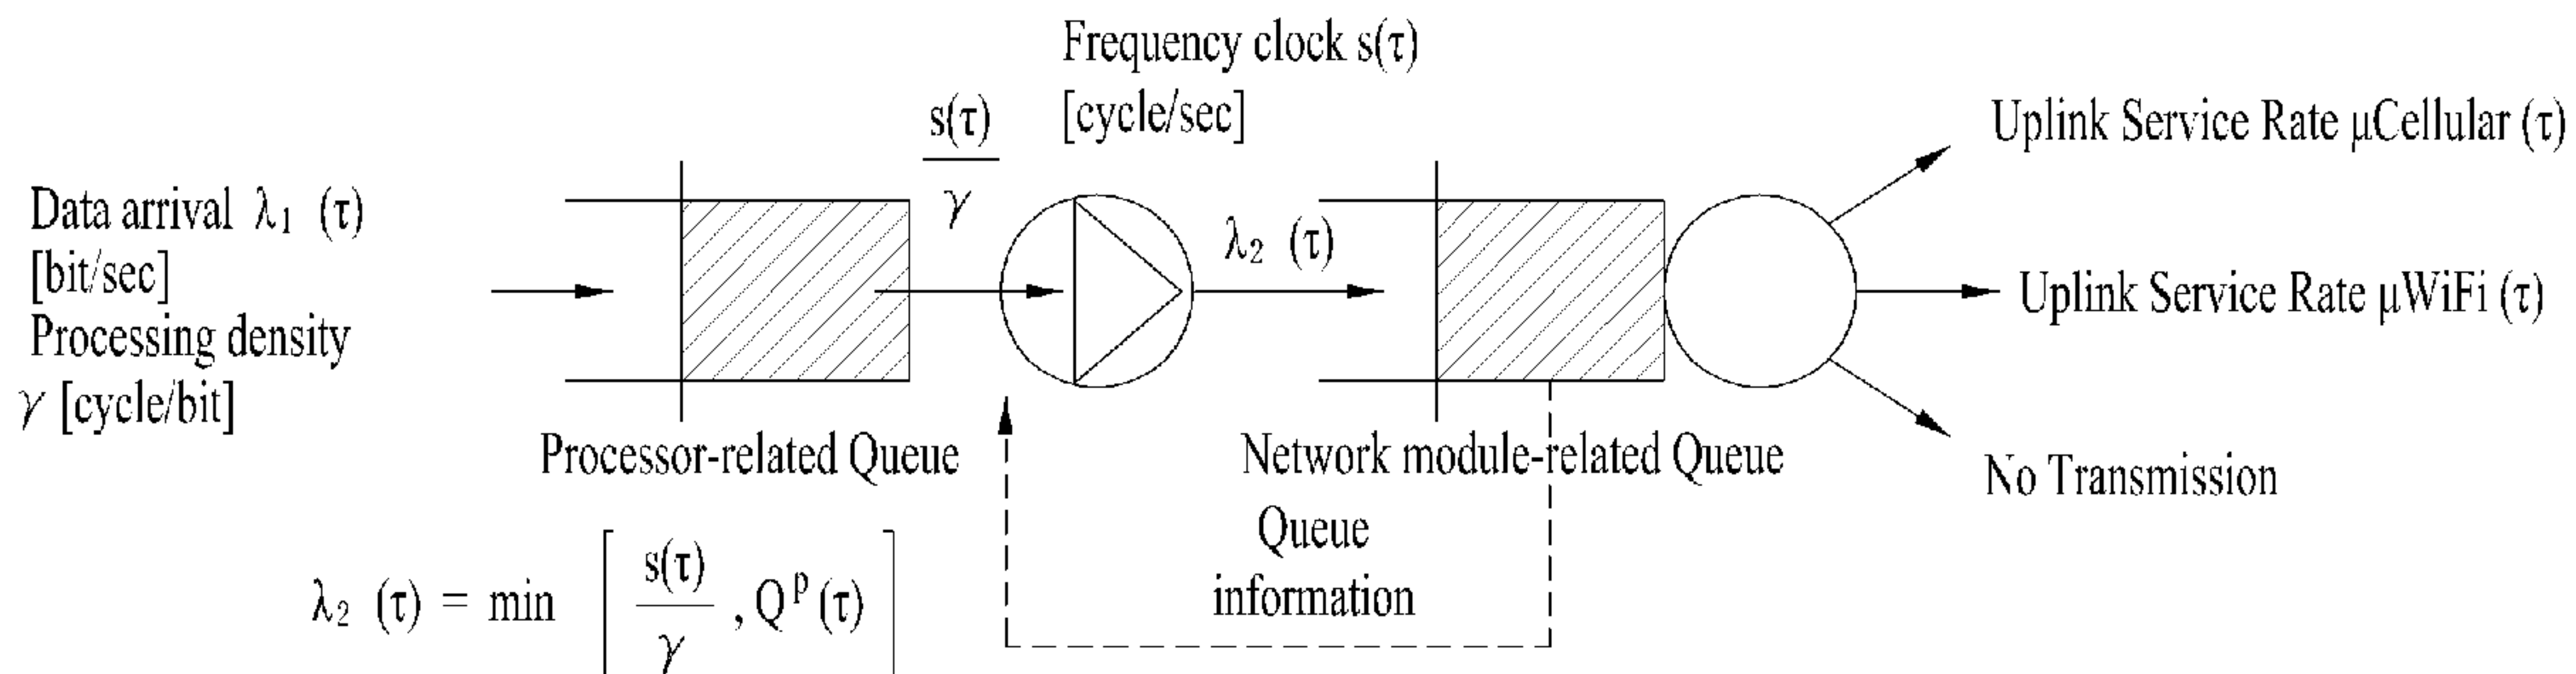 Frequency clock s(τ)
[cycle/sec]
s(τ)
γ
Data arrival λ₁ (τ)
[bit/sec]
Processing density
γ [cycle/bit]
λ₂ (τ)
Uplink Service Rate μCellular (τ)
Uplink Service Rate μWiFi (τ)
No Transmission
Processor-related Queue
Network module-related Queue
Queue
information
λ₂ (τ) = min [ s(τ)/γ , Qᵖ(τ) ]